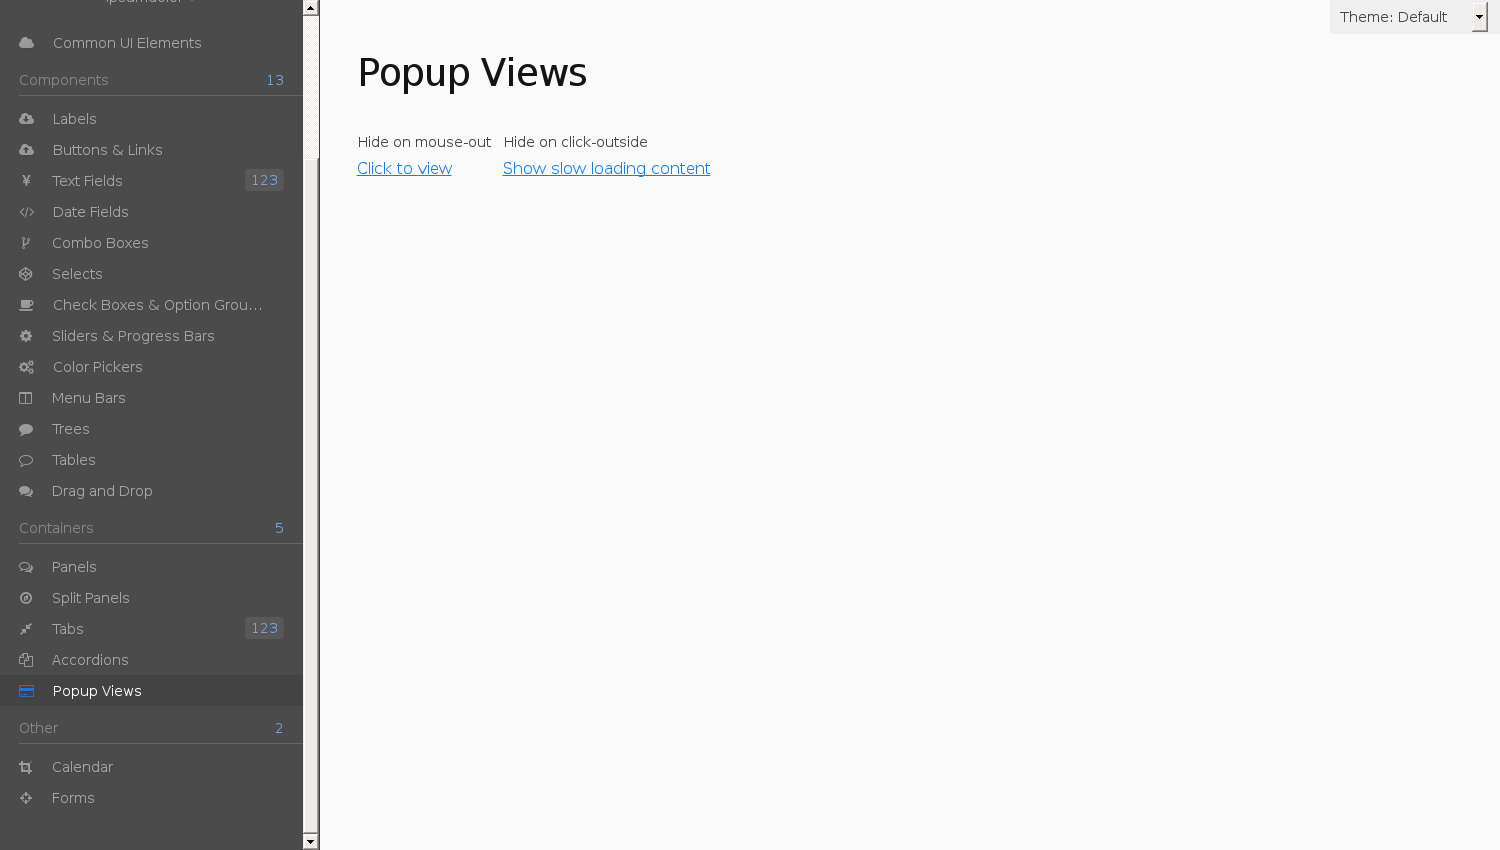 Common UI Elements
Components 13
Labels
Buttons & Links
Text Fields 123
Date Fields
Combo Boxes
Selects
Check Boxes & Option Grou...
Sliders & Progress Bars
Color Pickers
Menu Bars
Trees
Tables
Drag and Drop
Containers 5
Panels
Split Panels
Tabs 123
Accordions
Popup Views
Other 2
Calendar
Forms
Theme: Default
Popup Views
Hide on mouse-out Hide on click-outside
Click to view Show slow loading content